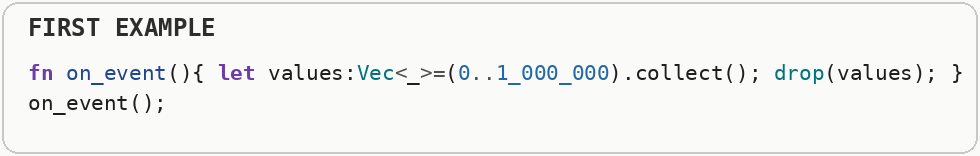 FIRST EXAMPLE
fn on_event(){ let values:Vec<_>=(0..1_000_000).collect(); drop(values); }
on_event();